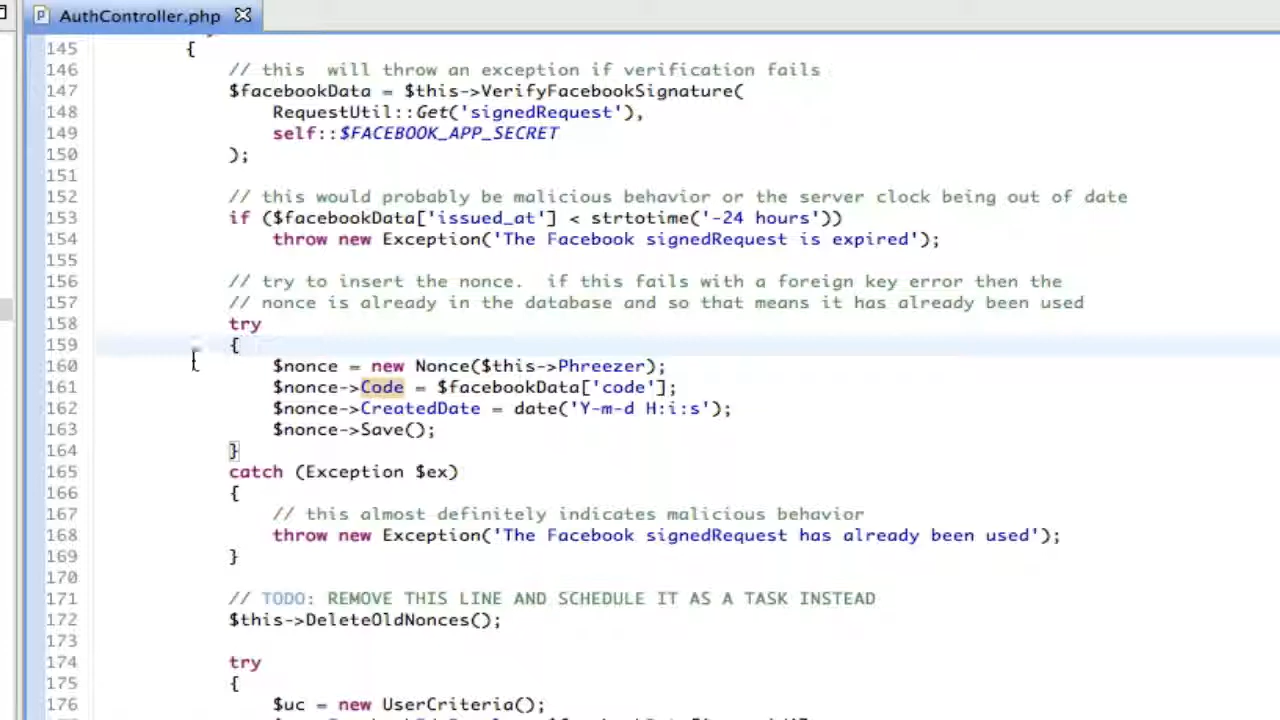 AuthController.php
145 {
146 // this  will throw an exception if verification fails
147 $facebookData = $this->VerifyFacebookSignature(
148 RequestUtil::Get('signedRequest'),
149 self::$FACEBOOK_APP_SECRET
150 );
151
152 // this would probably be malicious behavior or the server clock being out of date
153 if ($facebookData['issued_at'] < strtotime('-24 hours'))
154 throw new Exception('The Facebook signedRequest is expired');
155
156 // try to insert the nonce.  if this fails with a foreign key error then the
157 // nonce is already in the database and so that means it has already been used
158 try
159 {
160 $nonce = new Nonce($this->Phreezer);
161 $nonce->Code = $facebookData['code'];
162 $nonce->CreatedDate = date('Y-m-d H:i:s');
163 $nonce->Save();
164 }
165 catch (Exception $ex)
166 {
167 // this almost definitely indicates malicious behavior
168 throw new Exception('The Facebook signedRequest has already been used');
169 }
170
171 // TODO: REMOVE THIS LINE AND SCHEDULE IT AS A TASK INSTEAD
172 $this->DeleteOldNonces();
173
174 try
175 {
176 $uc = new UserCriteria();